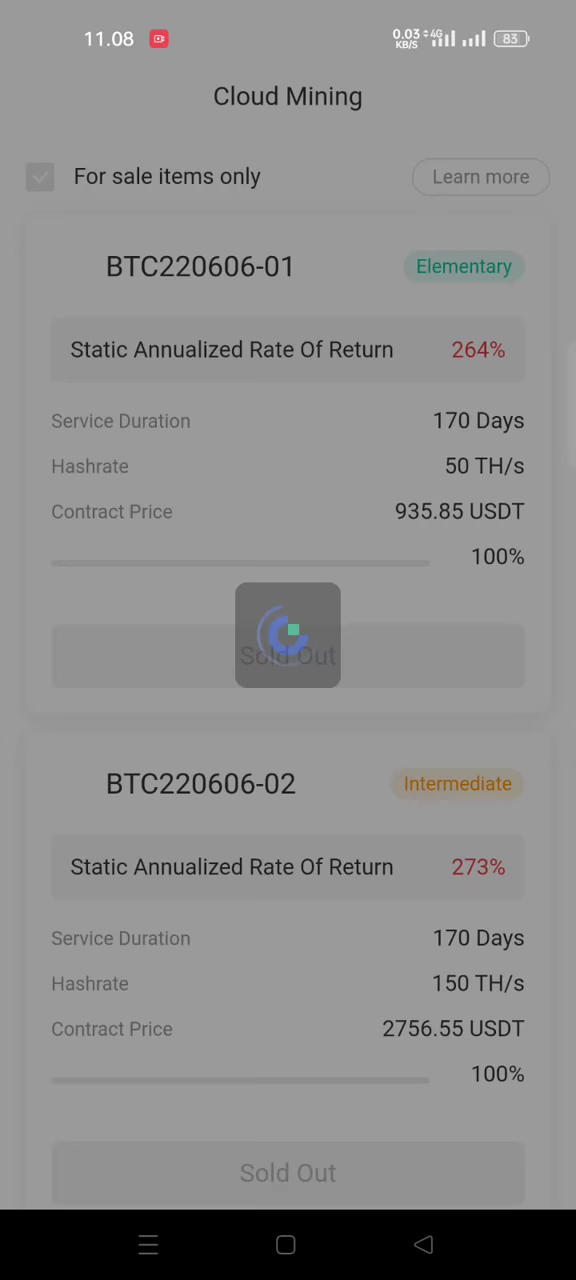 11.08
0.03 KB/S 4G 83
Cloud Mining
For sale items only
Learn more
BTC220606-01
Elementary
Static Annualized Rate Of Return 264%
Service Duration 170 Days
Hashrate 50 TH/s
Contract Price 935.85 USDT
100%
Sold Out
BTC220606-02
Intermediate
Static Annualized Rate Of Return 273%
Service Duration 170 Days
Hashrate 150 TH/s
Contract Price 2756.55 USDT
100%
Sold Out